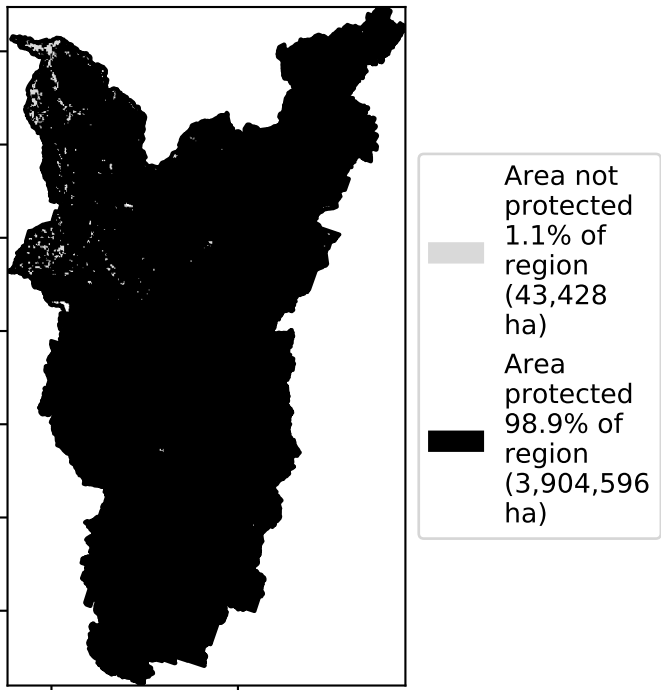 Area not
protected
1.1% of
region
(43,428
ha)
Area
protected
98.9% of
region
(3,904,596
ha)